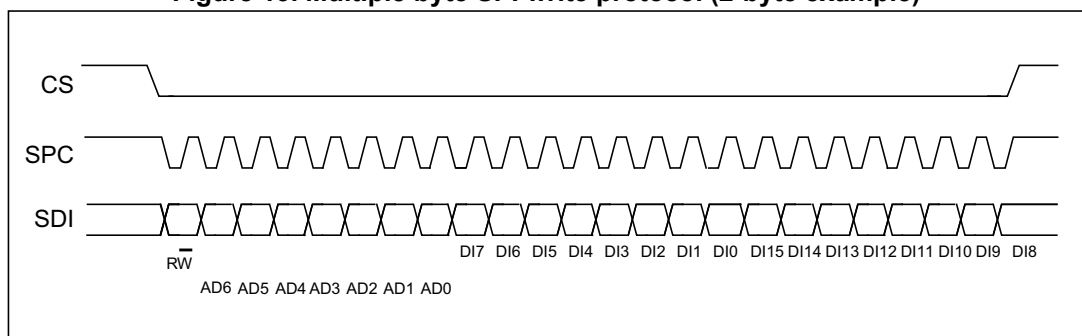 Figure 16. Multiple byte SPI write protocol (2-byte example)
CS
SPC
SDI
RW
DI7 DI6 DI5 DI4 DI3 DI2 DI1 DI0 DI15 DI14 DI13 DI12 DI11 DI10 DI9 DI8
AD6 AD5 AD4 AD3 AD2 AD1 AD0